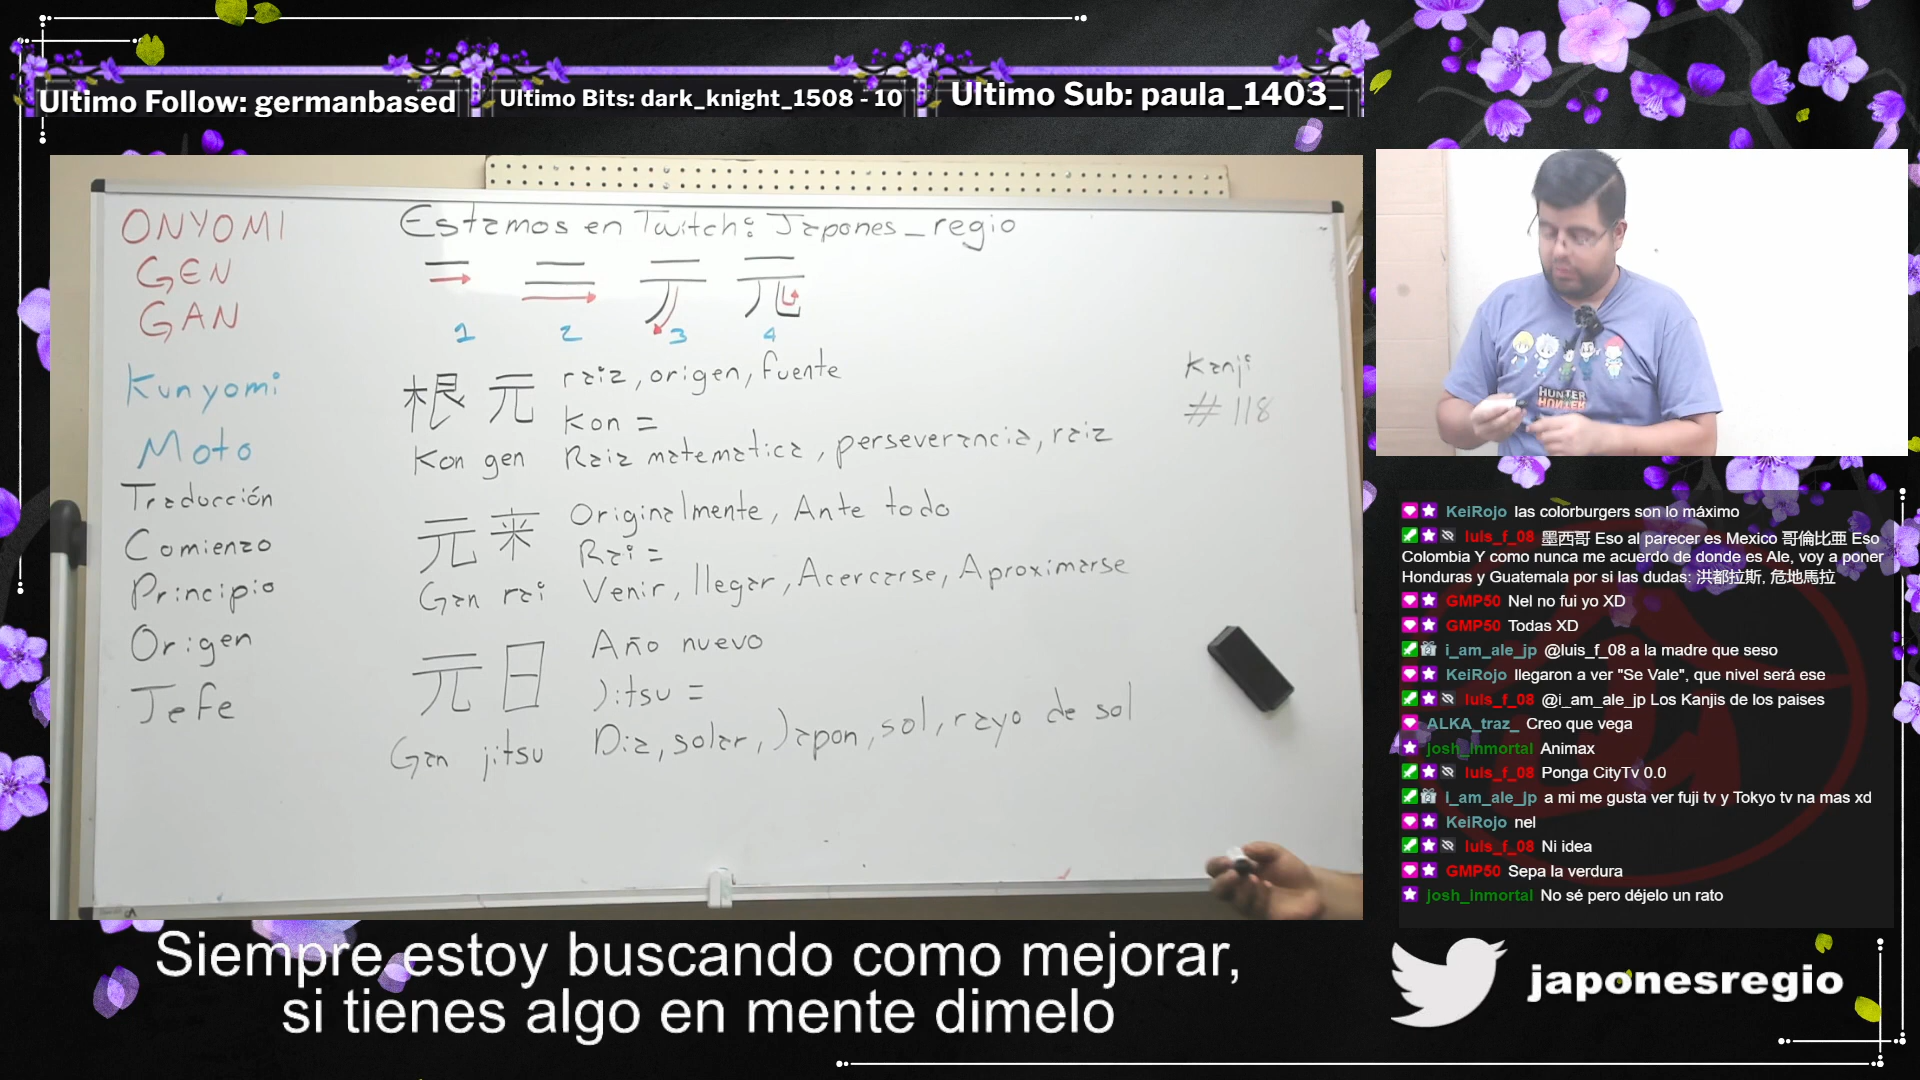 Ultimo Follow: germanbased
Ultimo Bits: dark_knight_1508 - 10
Ultimo Sub: paula_1403_
ONYOMI
GEN
GAN
Kunyomi
Moto
Traducción
Comienzo
Principio
Origen
Jefe
Estamos en Twitch: Japones_regio
1 2 3 4
根元 raiz, origen, fuente
Kon =
Kon gen Raiz matematica, perseverancia, raiz
元来 Originalmente, Ante todo
Rai =
Gan rai Venir, llegar, Acercarse, Aproximarse
元日 Año nuevo
Jitsu =
Gan jitsu Dia, solar, Japon, sol, rayo de sol
Kanji
#118
HUNTER
HUNTER
KeiRojo las colorburgers son lo máximo
luis_f_08 墨西哥 Eso al parecer es Mexico 哥倫比亜 Eso
Colombia Y como nunca me acuerdo de donde es Ale, voy a poner
Honduras y Guatemala por si las dudas: 洪都拉斯, 危地馬拉
GMP50 Nel no fui yo XD
GMP50 Todas XD
i_am_ale_jp @luis_f_08 a la madre que seso
KeiRojo llegaron a ver "Se Vale", que nivel será ese
luis_f_08 @i_am_ale_jp Los Kanjis de los paises
ALKA_traz_ Creo que vega
josh_inmortal Animax
luis_f_08 Ponga CityTv 0.0
i_am_ale_jp a mi me gusta ver fuji tv y Tokyo tv na mas xd
KeiRojo nel
luis_f_08 Ni idea
GMP50 Sepa la verdura
josh_inmortal No sé pero déjelo un rato
Siempre estoy buscando como mejorar,
si tienes algo en mente dimelo
japonesregio